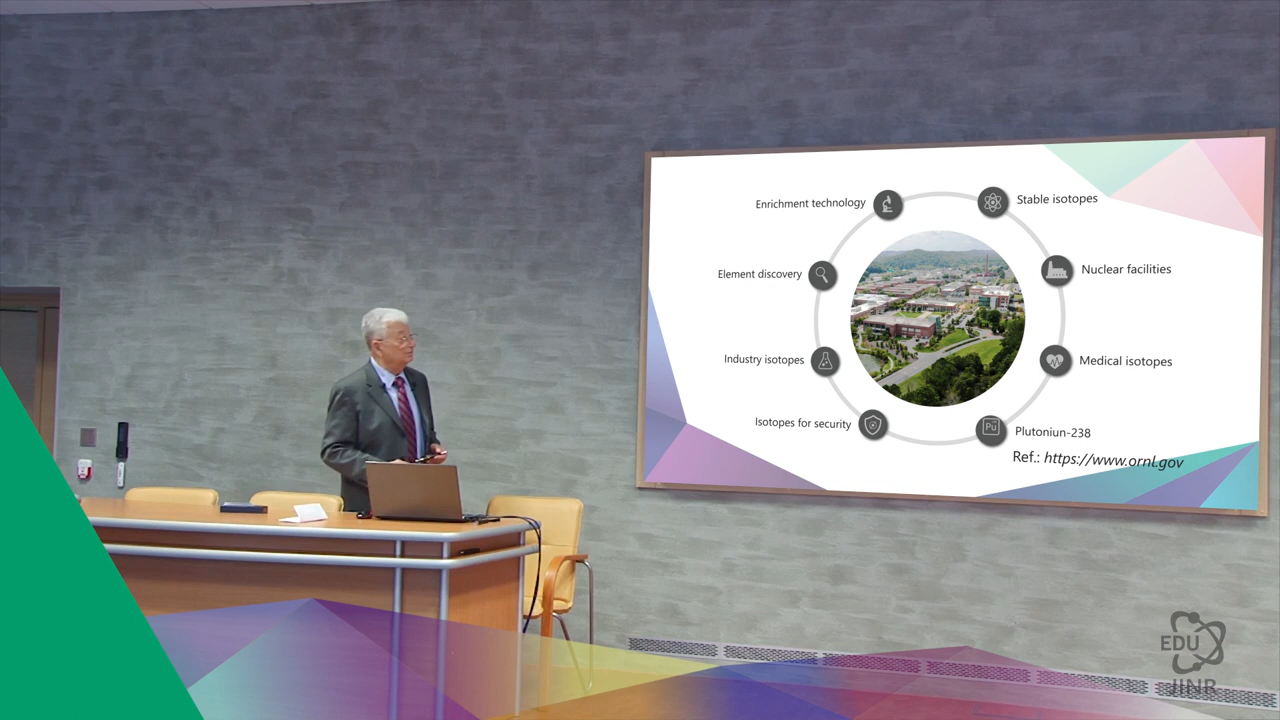 Enrichment technology
Stable isotopes
Element discovery
Nuclear facilities
Industry isotopes
Medical isotopes
Isotopes for security
Pu
Plutoniun-238
Ref.: https://www.ornl.gov
EDU
JINR